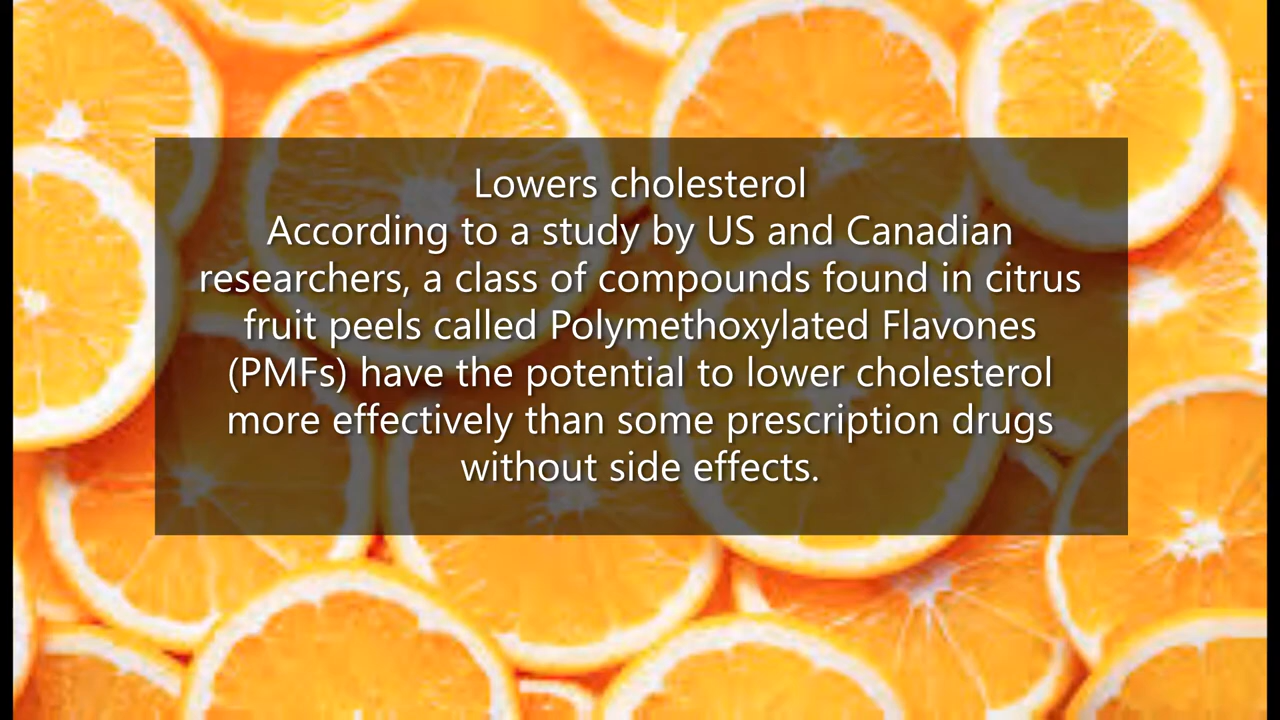 Lowers cholesterol
According to a study by US and Canadian
researchers, a class of compounds found in citrus
fruit peels called Polymethoxylated Flavones
(PMFs) have the potential to lower cholesterol
more effectively than some prescription drugs
without side effects.